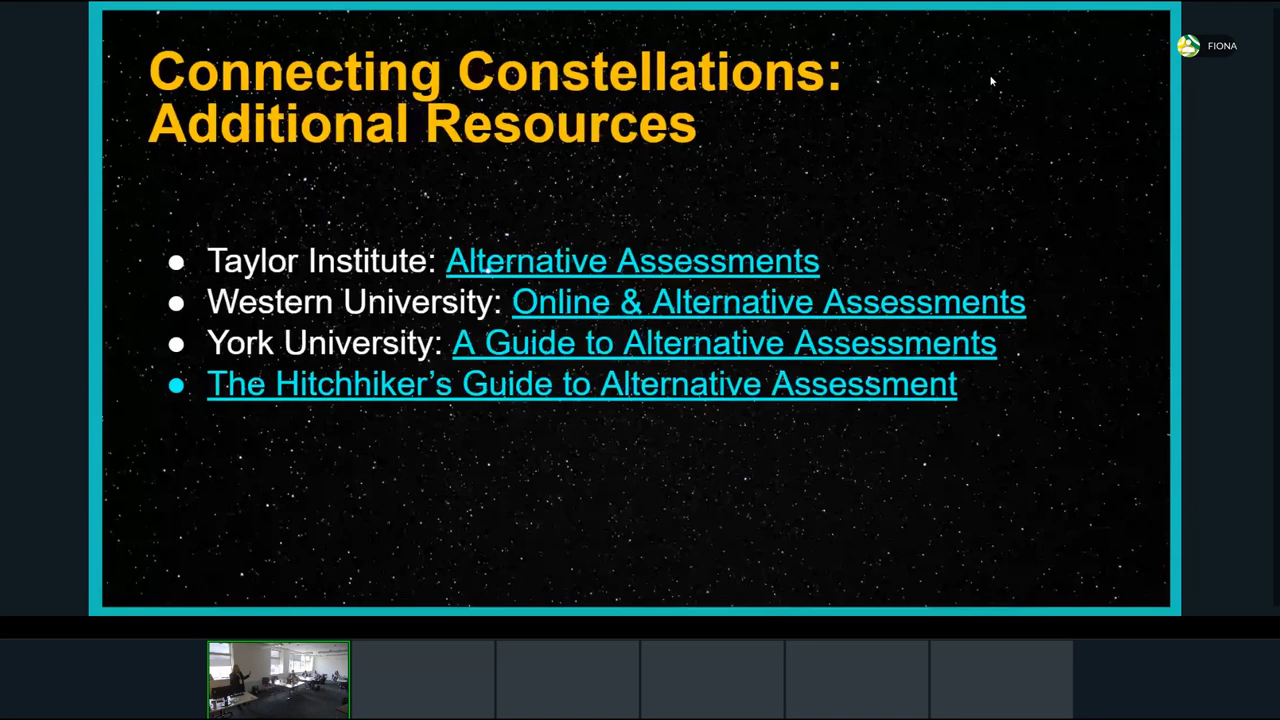 Connecting Constellations:
Additional Resources
FIONA
● Taylor Institute: Alternative Assessments
● Western University: Online & Alternative Assessments
● York University: A Guide to Alternative Assessments
● The Hitchhiker’s Guide to Alternative Assessment